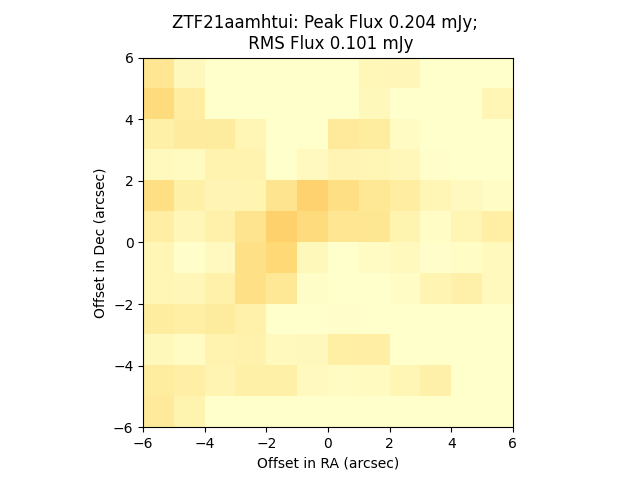 ZTF21aamhtui: Peak Flux 0.204 mJy;
RMS Flux 0.101 mJy
6
4
2
0
−2
−4
−6
Offset in Dec (arcsec)
−6 −4 −2 0 2 4 6
Offset in RA (arcsec)